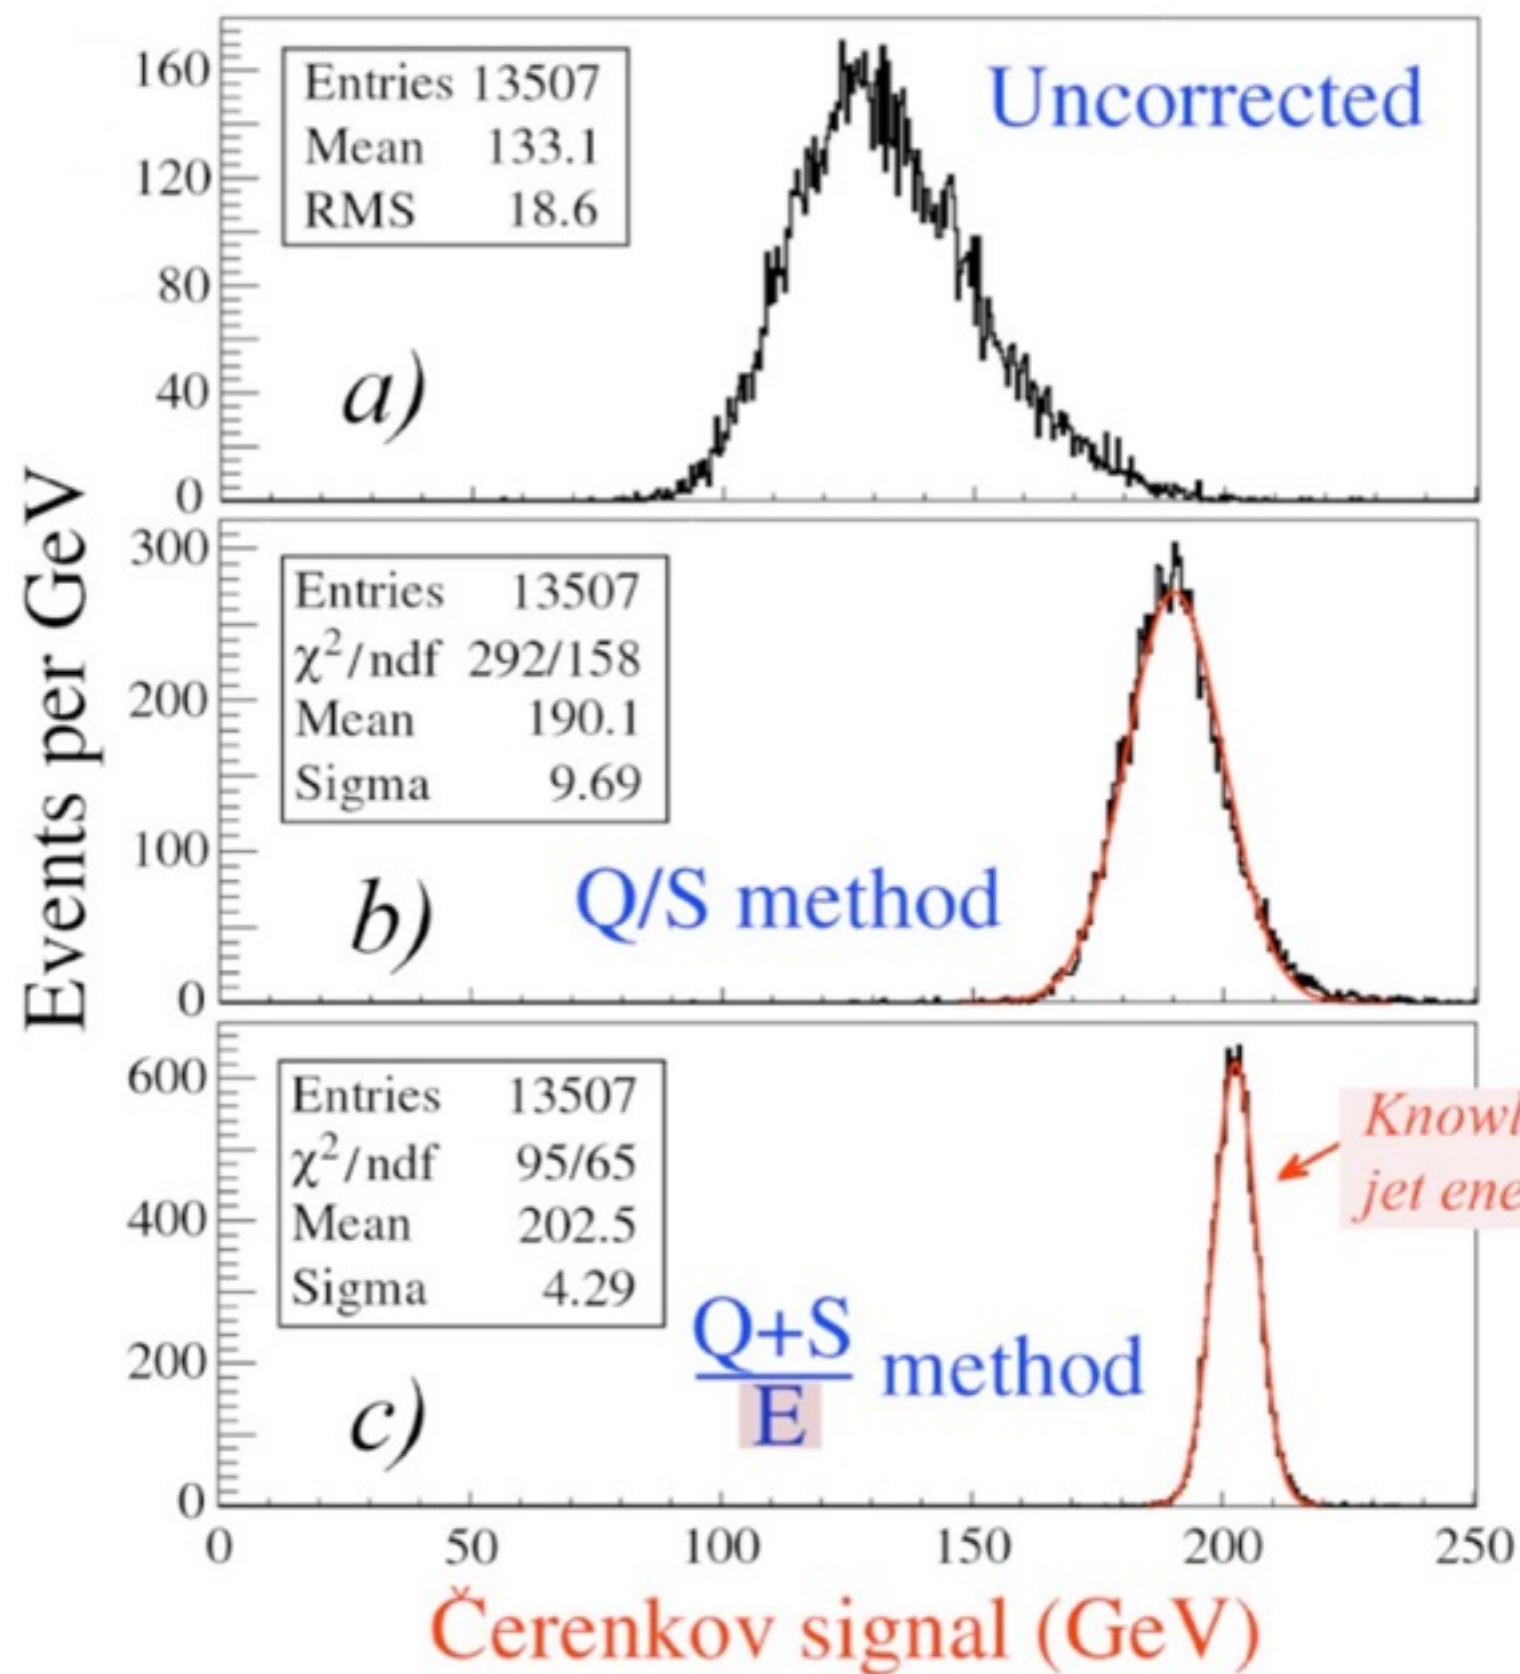 Events per GeV
160
120
80
40
0
Entries 13507
Mean 133.1
RMS 18.6
Uncorrected
a)
300
200
100
0
Entries 13507
χ²/ndf 292/158
Mean 190.1
Sigma 9.69
Q/S method
b)
600
400
200
0
Entries 13507
χ²/ndf 95/65
Mean 202.5
Sigma 4.29
Q+S
E
method
c)
0 50 100 150 200 250
Čerenkov signal (GeV)